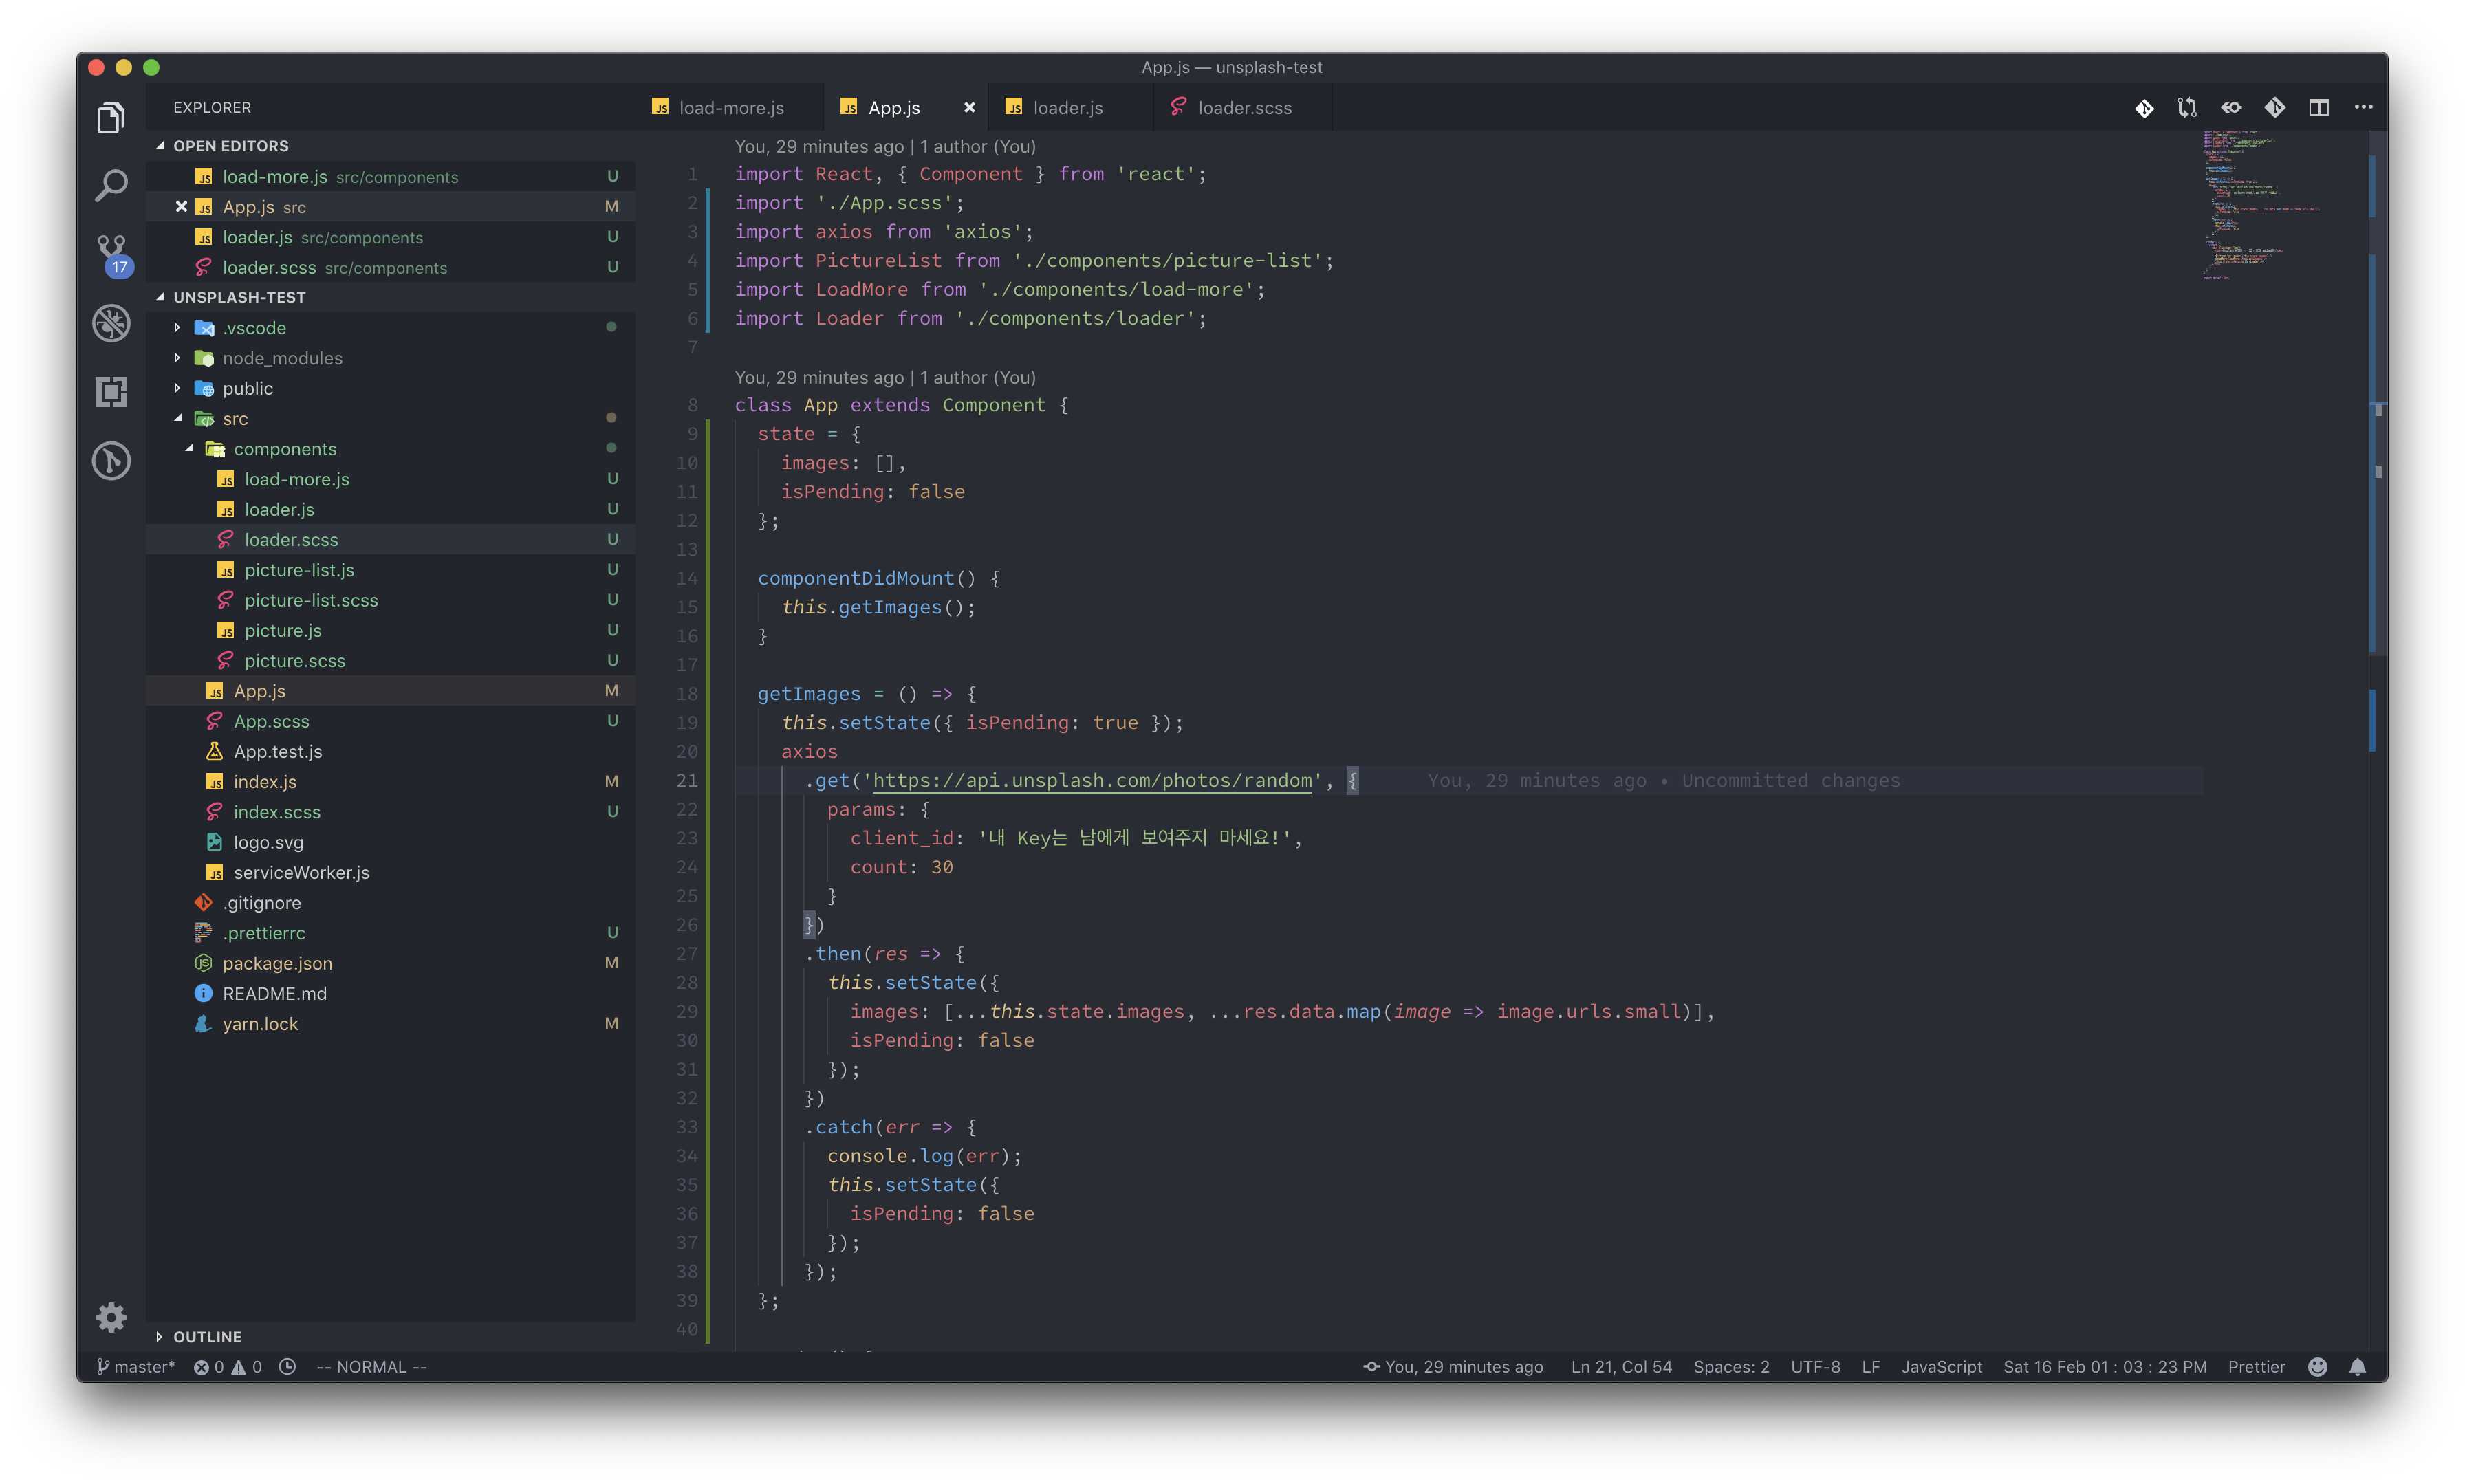 App.js — unsplash-test
EXPLORER
OPEN EDITORS
load-more.js src/components U
App.js src M
loader.js src/components U
loader.scss src/components U
17
UNSPLASH-TEST
.vscode
node_modules
public
src
components
load-more.js U
loader.js U
loader.scss U
picture-list.js U
picture-list.scss U
picture.js U
picture.scss U
App.js M
App.scss U
App.test.js
index.js M
index.scss U
logo.svg
serviceWorker.js
.gitignore
.prettierrc U
package.json M
README.md
yarn.lock M
OUTLINE
load-more.js App.js loader.js loader.scss
You, 29 minutes ago | 1 author (You)
1 import React, { Component } from 'react';
2 import './App.scss';
3 import axios from 'axios';
4 import PictureList from './components/picture-list';
5 import LoadMore from './components/load-more';
6 import Loader from './components/loader';
7
You, 29 minutes ago | 1 author (You)
8 class App extends Component {
9 state = {
10 images: [],
11 isPending: false
12 };
13
14 componentDidMount() {
15 this.getImages();
16 }
17
18 getImages = () => {
19 this.setState({ isPending: true });
20 axios
21 .get('https://api.unsplash.com/photos/random', { You, 29 minutes ago • Uncommitted changes
22 params: {
23 client_id: '내 Key는 남에게 보여주지 마세요!',
24 count: 30
25 }
26 })
27 .then(res => {
28 this.setState({
29 images: [...this.state.images, ...res.data.map(image => image.urls.small)],
30 isPending: false
31 });
32 })
33 .catch(err => {
34 console.log(err);
35 this.setState({
36 isPending: false
37 });
38 });
39 };
40
master* 0 0 -- NORMAL -- You, 29 minutes ago Ln 21, Col 54 Spaces: 2 UTF-8 LF JavaScript Sat 16 Feb 01 : 03 : 23 PM Prettier